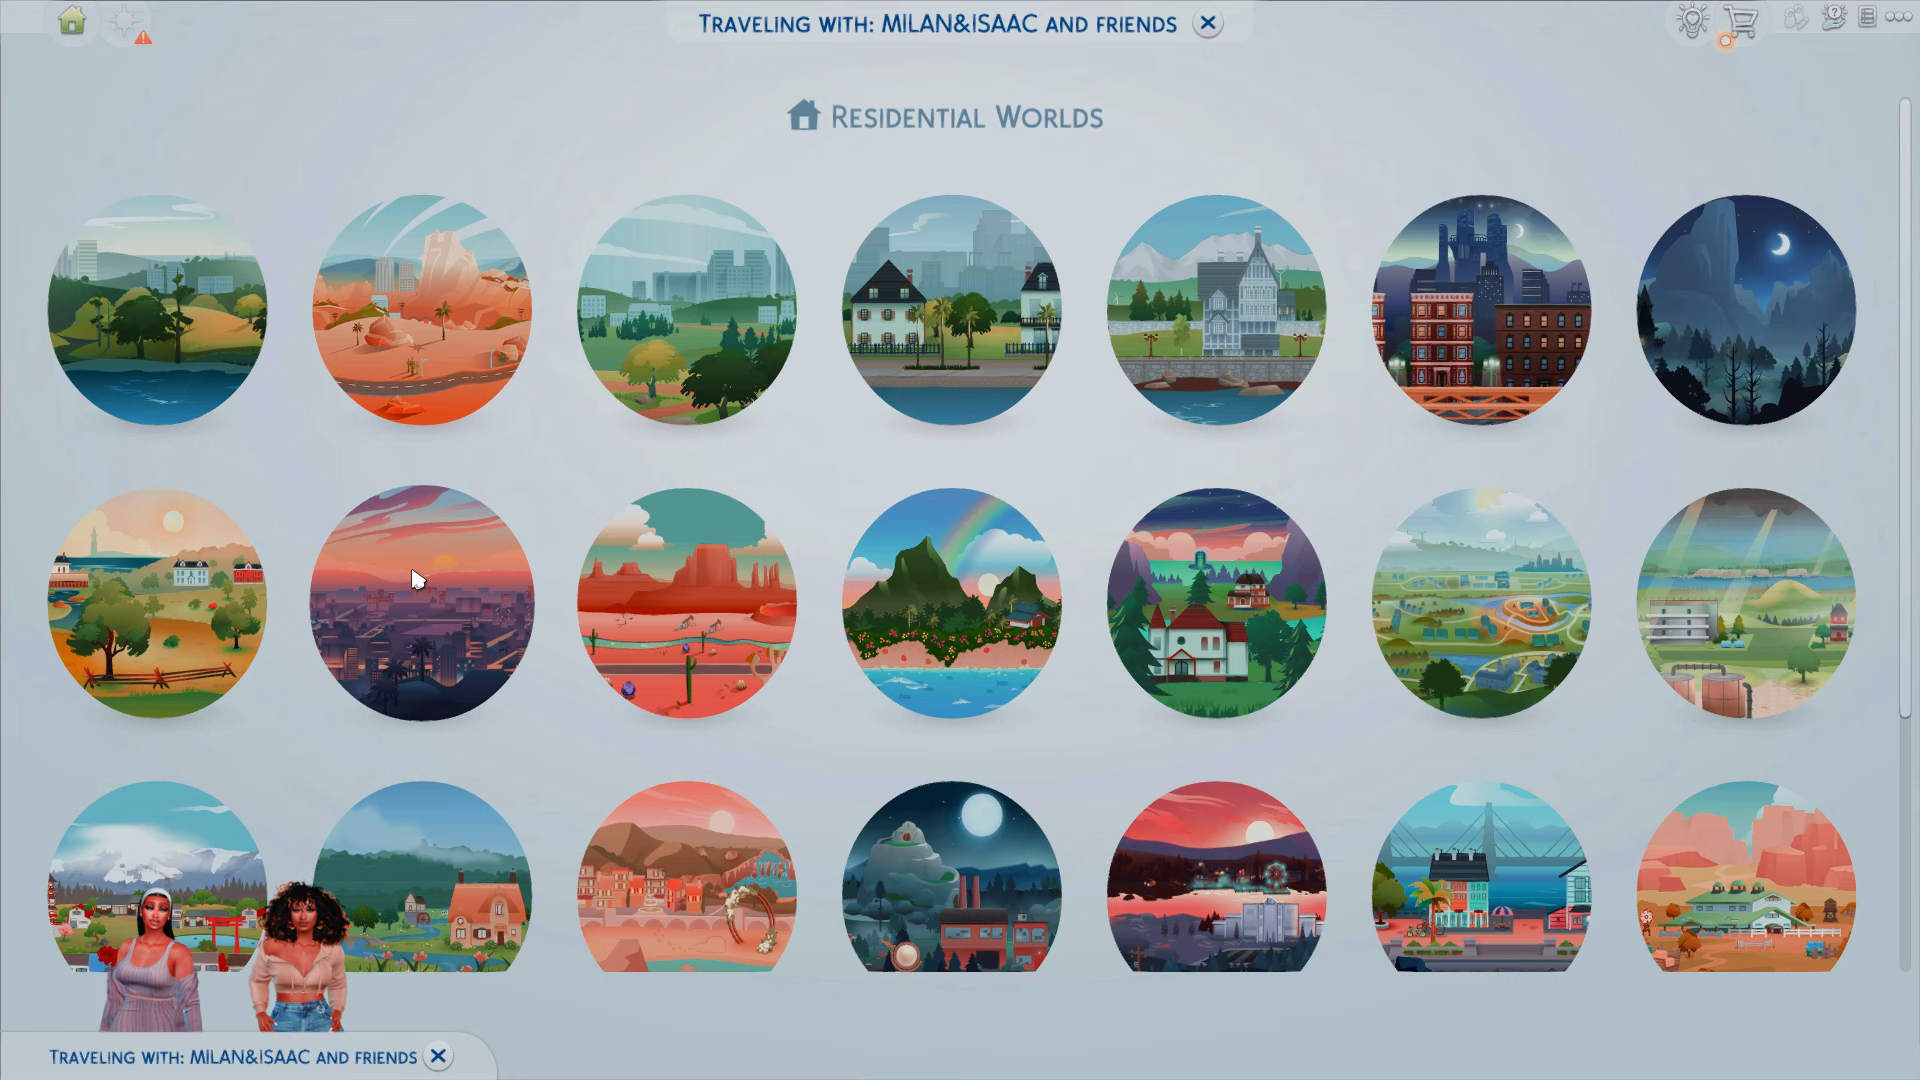 TRAVELING WITH: MILAN&ISAAC AND FRIENDS
RESIDENTIAL WORLDS
TRAVELING WITH: MILAN&ISAAC AND FRIENDS